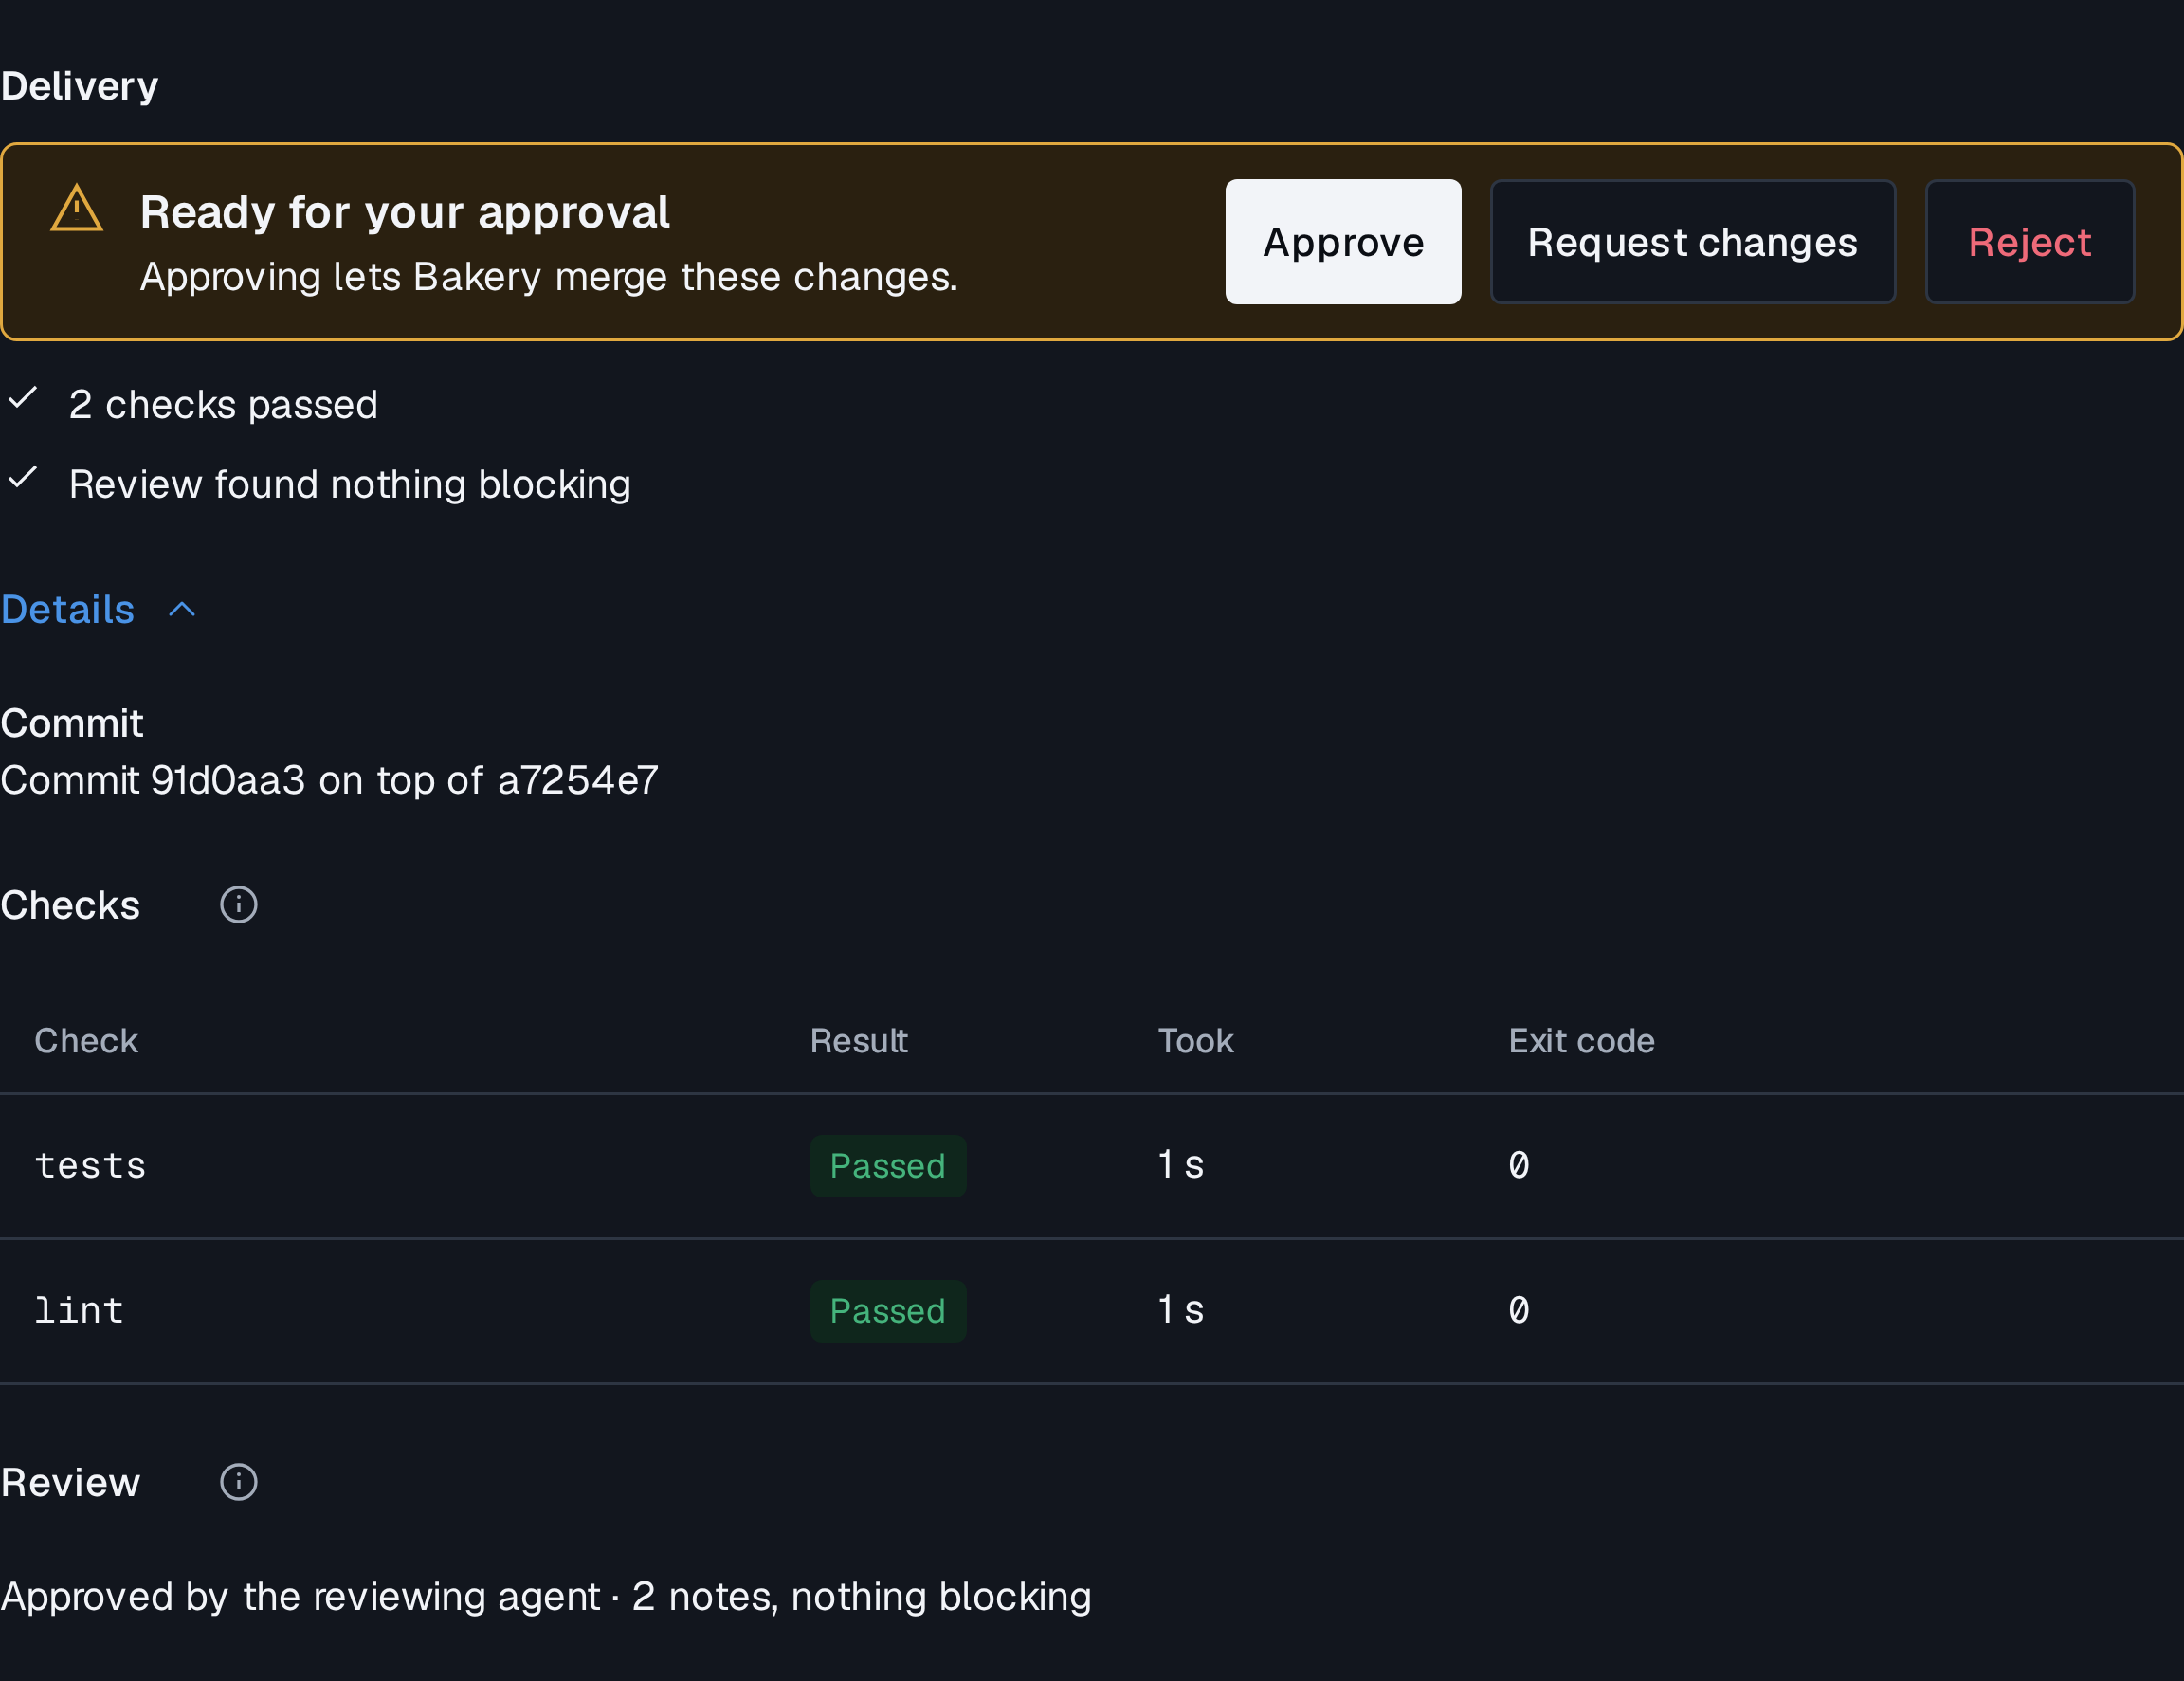 Delivery
Ready for your approval
Approving lets Bakery merge these changes.
Approve
Request changes
Reject
2 checks passed
Review found nothing blocking
Details
Commit
Commit 91d0aa3 on top of a7254e7
Checks
Check Result Took Exit code
tests Passed 1 s 0
lint Passed 1 s 0
Review
Approved by the reviewing agent · 2 notes, nothing blocking